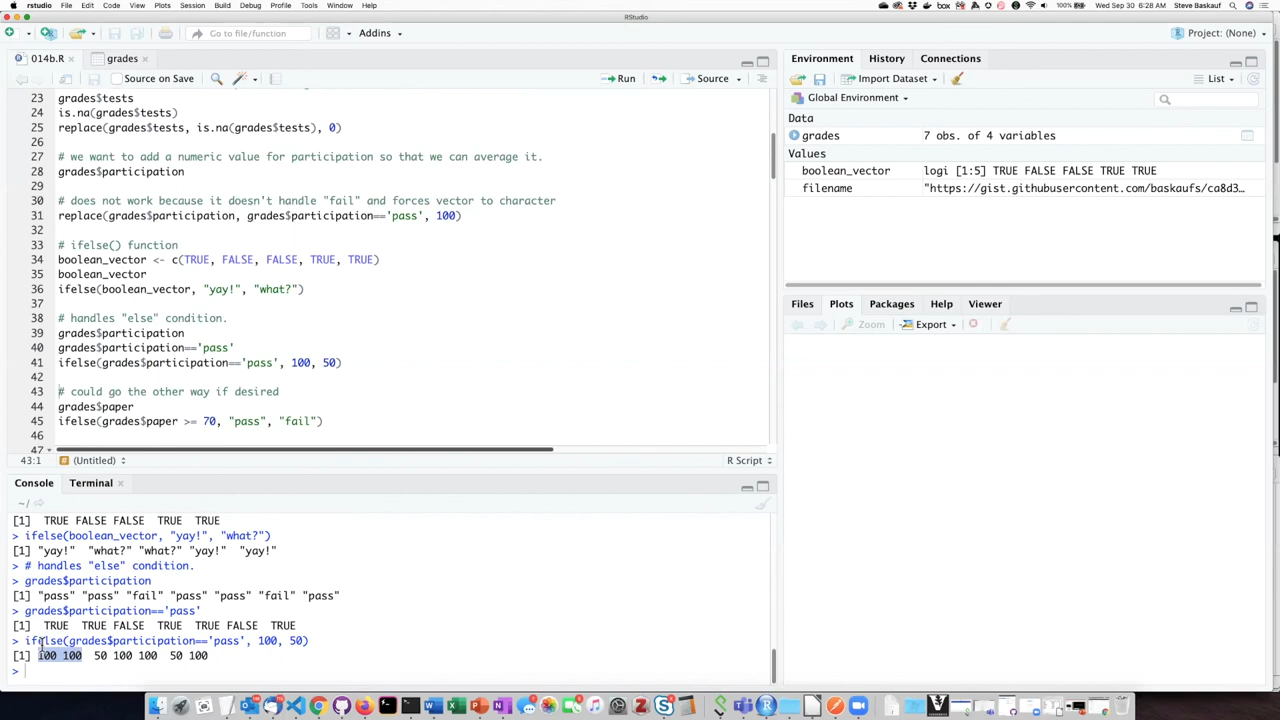 rstudio File Edit Code View Plots Session Build Debug Profile Tools Window Help 100% Wed Sep 30 6:28 AM Steve Baskauf
RStudio
Go to file/function Addins Project: (None)
014b.R grades
Source on Save Run Source
23 grades$tests
24 is.na(grades$tests)
25 replace(grades$tests, is.na(grades$tests), 0)
26
27 # we want to add a numeric value for participation so that we can average it.
28 grades$participation
29
30 # does not work because it doesn't handle "fail" and forces vector to character
31 replace(grades$participation, grades$participation=='pass', 100)
32
33 # ifelse() function
34 boolean_vector <- c(TRUE, FALSE, FALSE, TRUE, TRUE)
35 boolean_vector
36 ifelse(boolean_vector, "yay!", "what?")
37
38 # handles "else" condition.
39 grades$participation
40 grades$participation=='pass'
41 ifelse(grades$participation=='pass', 100, 50)
42
43 # could go the other way if desired
44 grades$paper
45 ifelse(grades$paper >= 70, "pass", "fail")
46
47
43:1 (Untitled) R Script
Console Terminal
~/
[1] TRUE FALSE FALSE TRUE TRUE
> ifelse(boolean_vector, "yay!", "what?")
[1] "yay!" "what?" "what?" "yay!" "yay!"
> # handles "else" condition.
> grades$participation
[1] "pass" "pass" "fail" "pass" "pass" "fail" "pass"
> grades$participation=='pass'
[1] TRUE TRUE FALSE TRUE TRUE FALSE TRUE
> ifelse(grades$participation=='pass', 100, 50)
[1] 100 100 50 100 100 50 100
>
Environment History Connections
Import Dataset List
Global Environment
Data
grades 7 obs. of 4 variables
Values
boolean_vector logi [1:5] TRUE FALSE FALSE TRUE TRUE
filename "https://gist.githubusercontent.com/baskaufs/ca8d3…
Files Plots Packages Help Viewer
Zoom Export